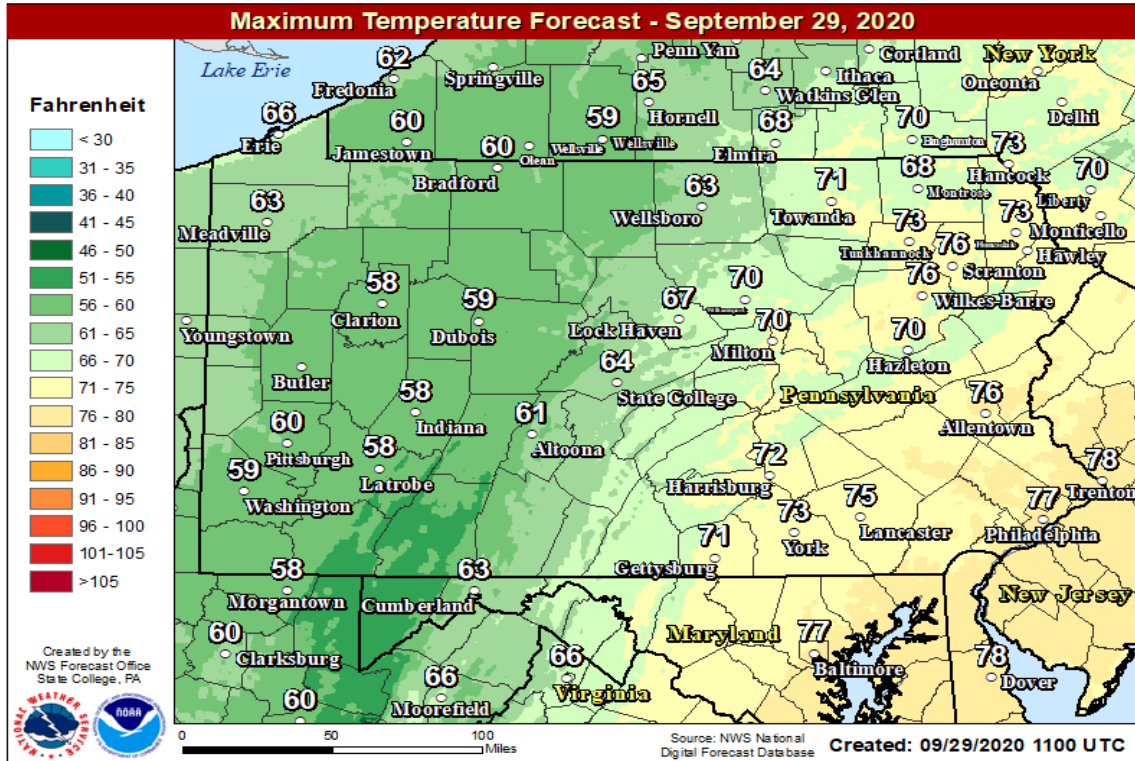 Maximum Temperature Forecast - September 29, 2020
Fahrenheit
< 30
31 - 35
36 - 40
41 - 45
46 - 50
51 - 55
56 - 60
61 - 65
66 - 70
71 - 75
76 - 80
81 - 85
86 - 90
91 - 95
96 - 100
101-105
>105
Created by the
NWS Forecast Office
State College, PA
NATIONAL WEATHER SERVICE
NOAA
Lake Erie
62
Fredonia
Springville
Penn Yan
Cortland
New York
65
Hornell
64
Watkins Glen
Ithaca
Oneonta
Delhi
66
Erie
60
Jamestown
60
Bradford
Olean
59
Wellsville
Wellsville
68
Elmira
70
Binghamton
73
Hancock
63
Meadville
63
Wellsboro
71
Towanda
68
Montrose
70
Liberty
Monticello
73
Tunkhannock
76
Scranton
73
Hawley
76
Wilkes-Barre
58
Clarion
59
Dubois
67
Lock Haven
70
70
Milton
70
Hazleton
Youngstown
Butler
64
State College
Pennsylvania
58
Indiana
61
Altoona
76
Allentown
60
Pittsburgh
58
Latrobe
59
Washington
72
Harrisburg
78
Trenton
73
York
75
Lancaster
77
Philadelphia
71
Gettysburg
58
Morgantown
63
Cumberland
New Jersey
60
Clarksburg
Maryland
77
Baltimore
66
Moorefield
66
Virginia
78
Dover
60
0 50 100
Miles
Source: NWS National
Digital Forecast Database
Created: 09/29/2020 1100 UTC